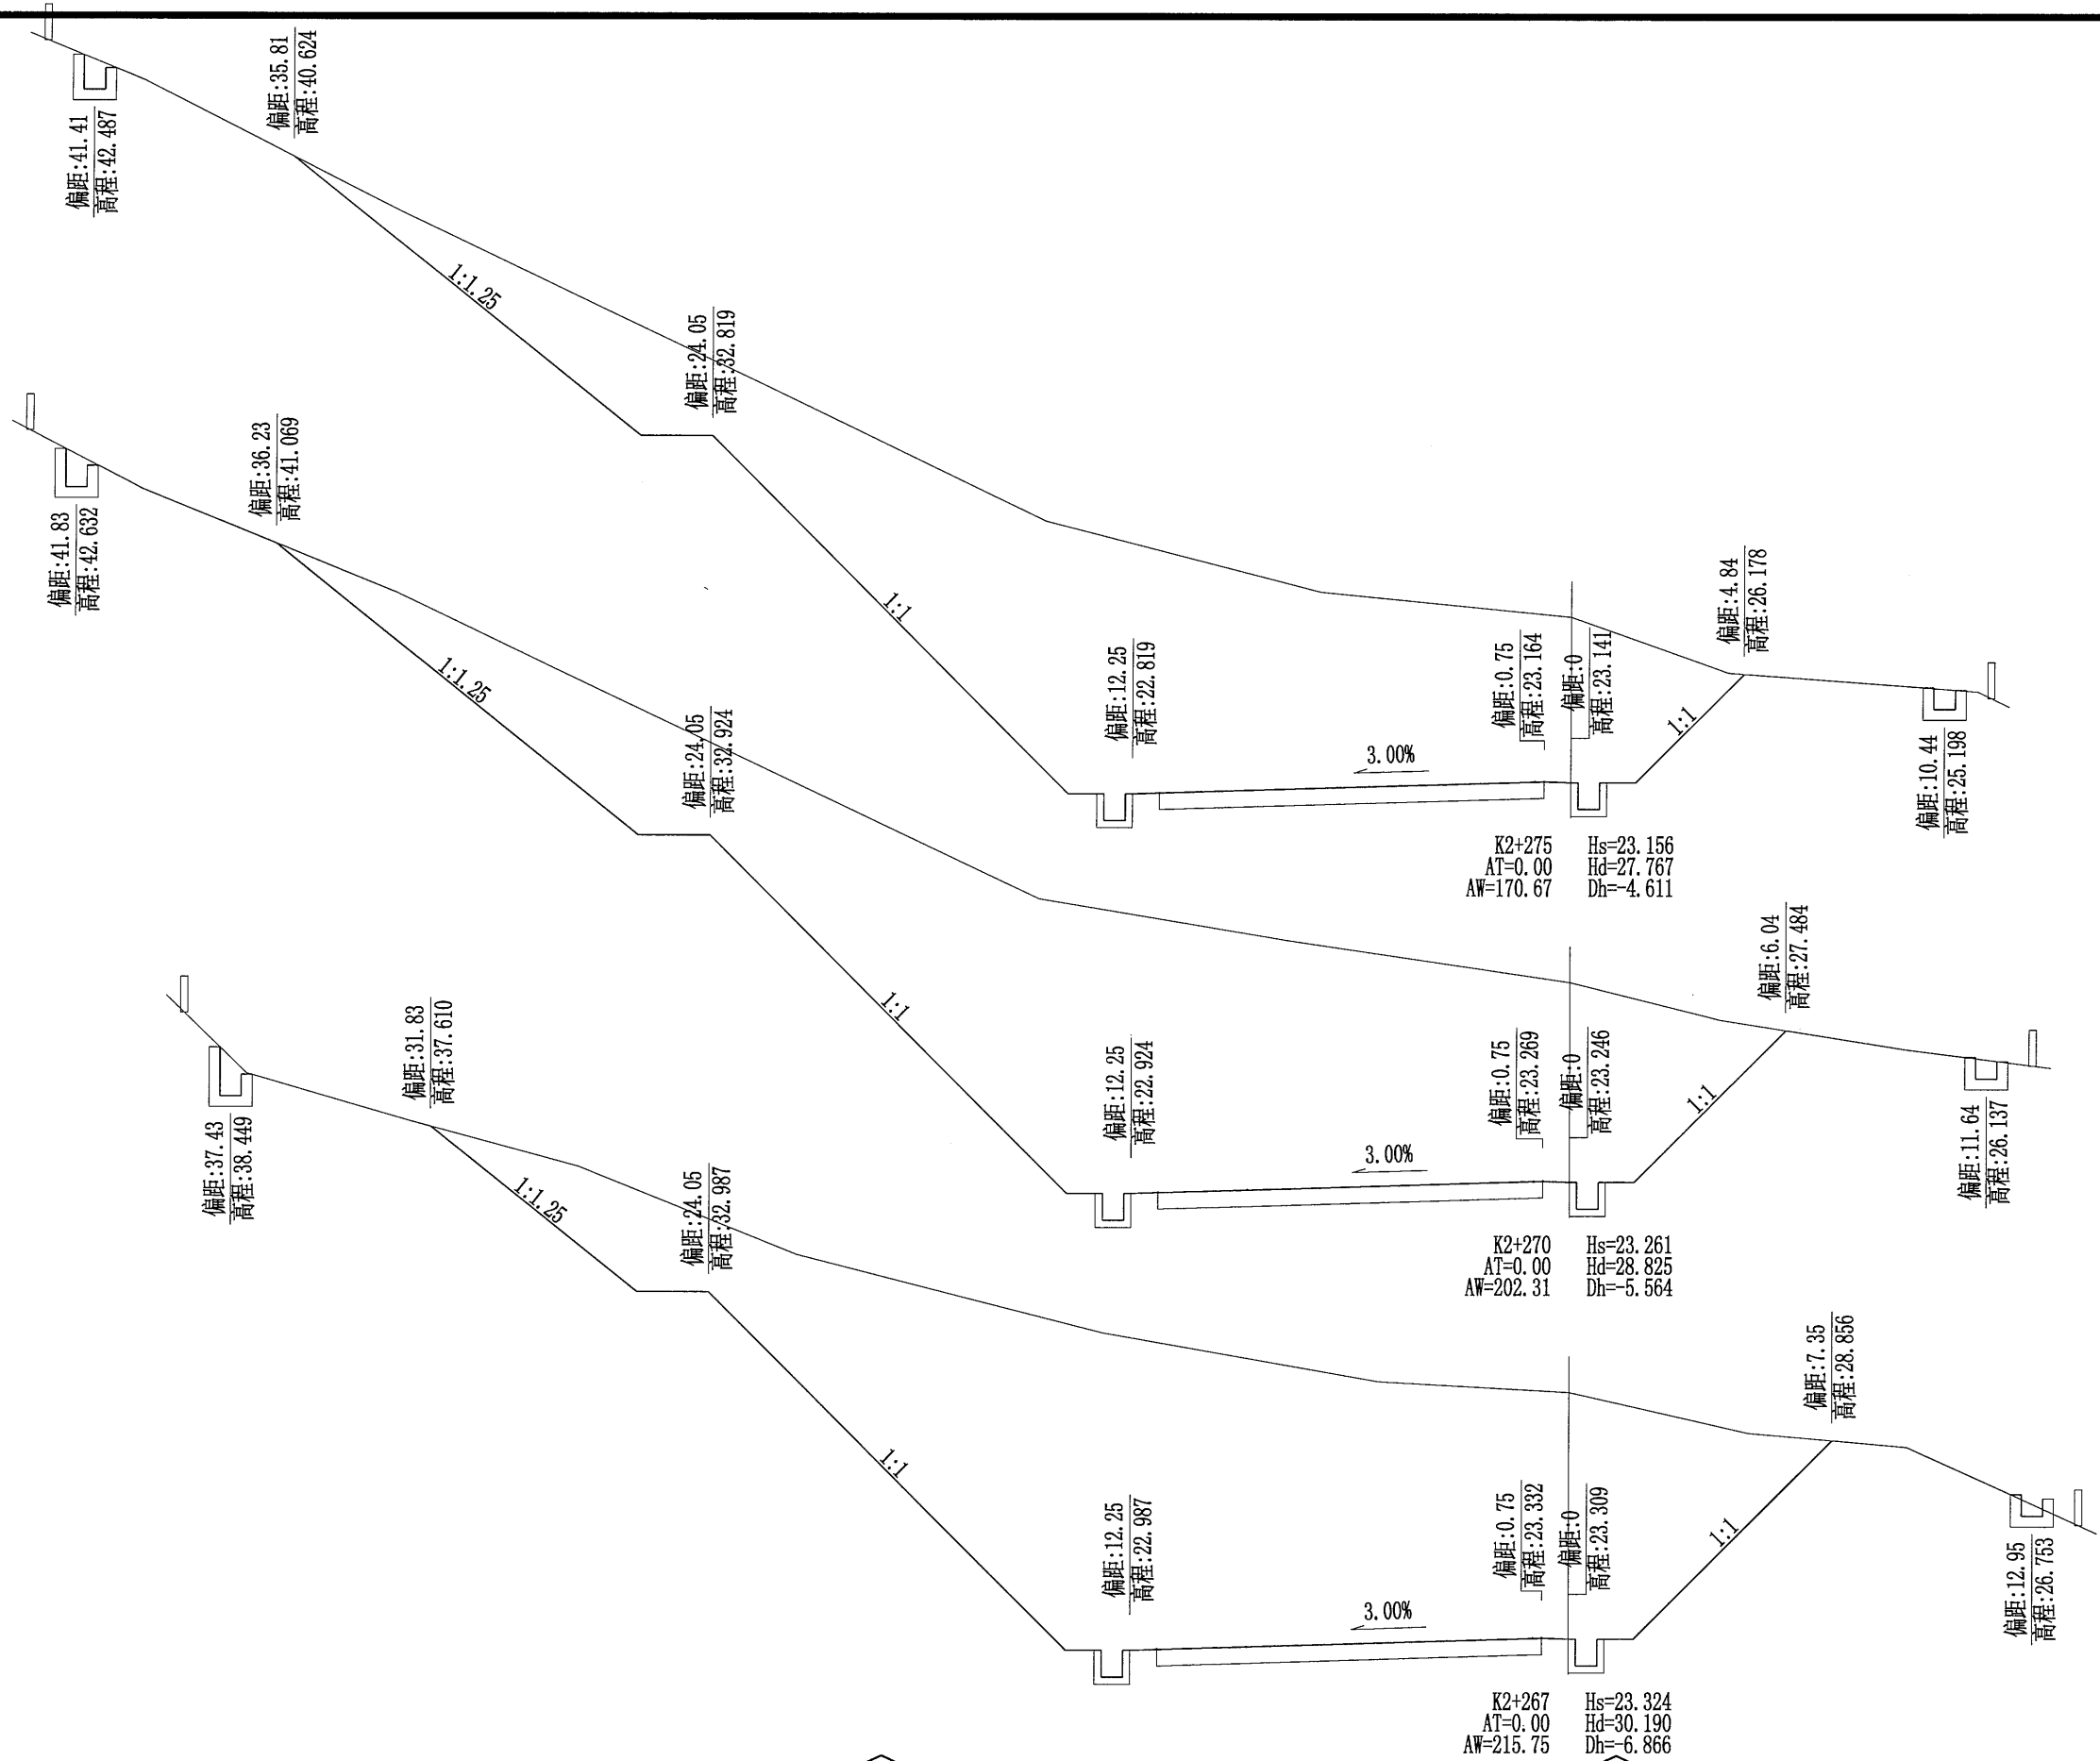 偏距:41.41
高程:42.487
偏距:35.81
高程:40.624
1:1.25
偏距:24.05
高程:32.819
1:1
偏距:12.25
高程:22.819
3.00%
偏距:0.75
高程:23.164
偏距:0
高程:23.141
1:1
偏距:4.84
高程:26.178
偏距:10.44
高程:25.198
K2+275 Hs=23.156
AT=0.00 Hd=27.767
AW=170.67 Dh=-4.611
偏距:41.83
高程:42.632
偏距:36.23
高程:41.069
1:1.25
偏距:24.05
高程:32.924
1:1
偏距:12.25
高程:22.924
3.00%
偏距:0.75
高程:23.269
偏距:0
高程:23.246
1:1
偏距:6.04
高程:27.484
偏距:11.64
高程:26.137
K2+270 Hs=23.261
AT=0.00 Hd=28.825
AW=202.31 Dh=-5.564
偏距:37.43
高程:38.449
偏距:31.83
高程:37.610
1:1.25
偏距:24.05
高程:32.987
1:1
偏距:12.25
高程:22.987
3.00%
偏距:0.75
高程:23.332
偏距:0
高程:23.309
1:1
偏距:7.35
高程:28.856
偏距:12.95
高程:26.753
K2+267 Hs=23.324
AT=0.00 Hd=30.190
AW=215.75 Dh=-6.866